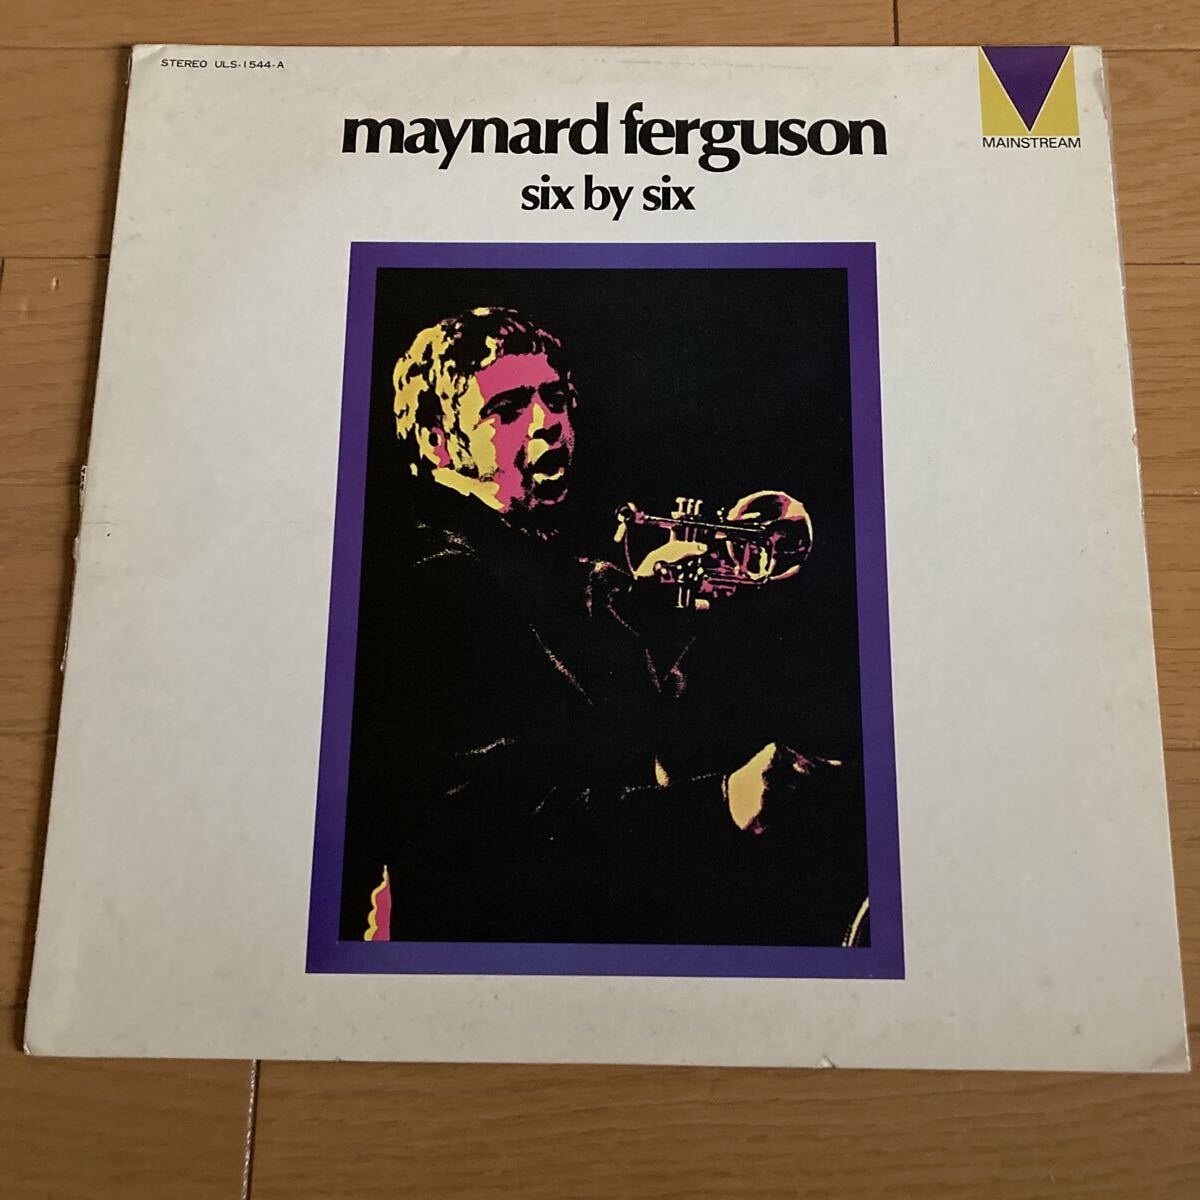 STEREO ULS-1544-A
maynard ferguson
six by six
MAINSTREAM